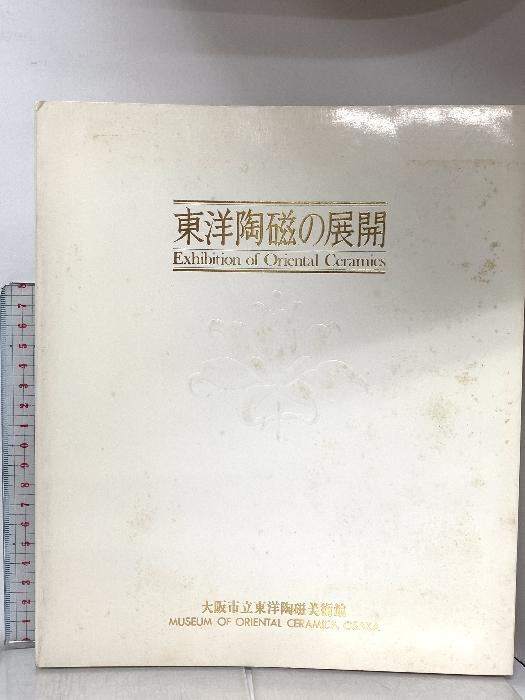 東洋陶磁の展開
Exhibition of Oriental Ceramics
大阪市立東洋陶磁美術館
MUSEUM OF ORIENTAL CERAMICS, OSAKA